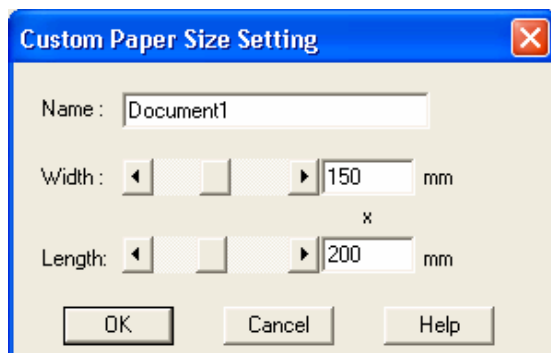 Custom Paper Size Setting
Name : Document1
Width : 150 mm
x
Length: 200 mm
OK Cancel Help